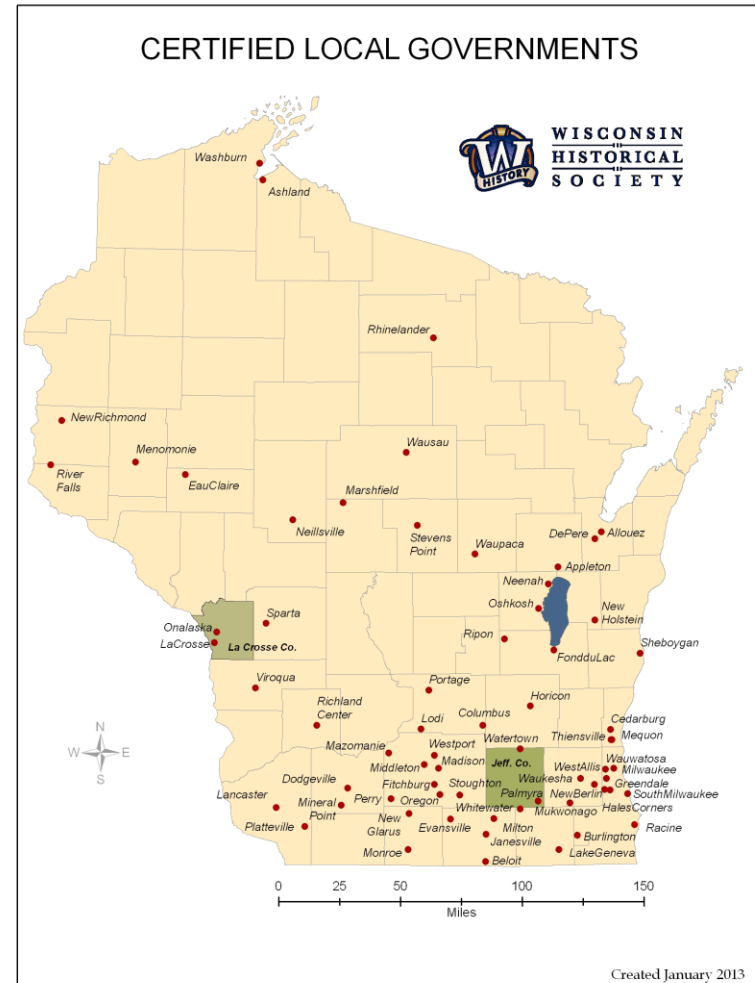 CERTIFIED LOCAL GOVERNMENTS
W
HISTORY
WISCONSIN
HISTORICAL
SOCIETY
Washburn
Ashland
Rhinelander
NewRichmond
Menomonie
River
Falls
EauClaire
Wausau
Marshfield
Neillsville
Stevens
Point
Waupaca
DePere
Allouez
Appleton
Neenah
Oshkosh
New
Holstein
Ripon
FondduLac
Sheboygan
Sparta
Onalaska
LaCrosse
La Crosse Co.
Viroqua
Richland
Center
Portage
Lodi
Columbus
Horicon
Cedarburg
Thiensville
Mequon
Watertown
Mazomanie
Westport
Madison
Middleton
Jeff. Co.
WestAllis
Wauwatosa
Milwaukee
Waukesha
Greendale
Dodgeville
Fitchburg
Stoughton
Palmyra
NewBerlin
SouthMilwaukee
Lancaster
Mineral
Point
Perry
Oregon
Whitewater
Mukwonago
HalesCorners
Platteville
New
Glarus
Evansville
Milton
Janesville
Racine
Burlington
Monroe
Beloit
LakeGeneva
N
W
E
S
0 25 50 100 150
Miles
Created January 2013